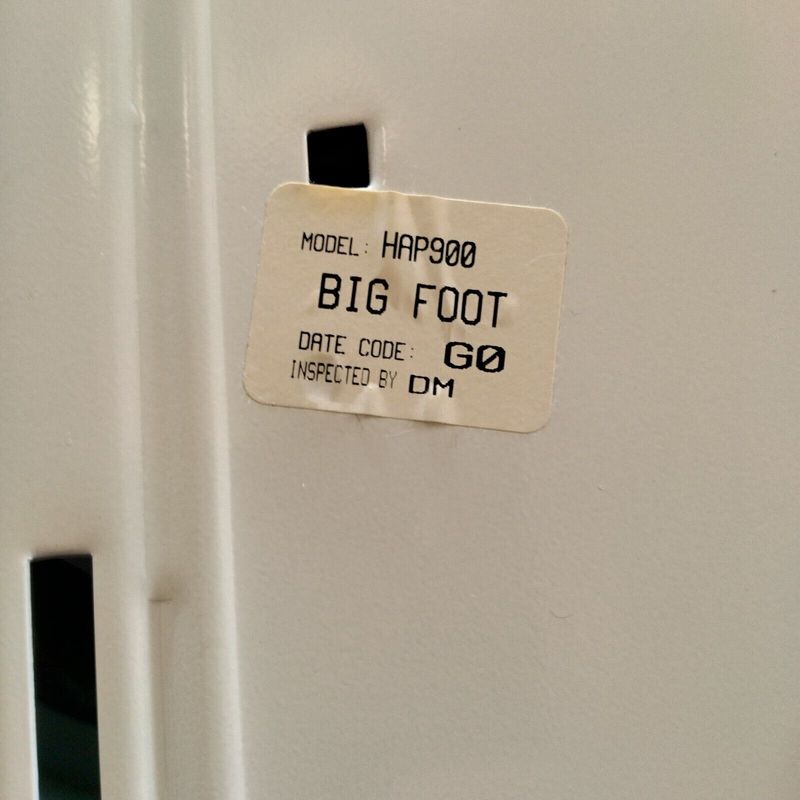 MODEL: HAP900
BIG FOOT
DATE CODE: G0
INSPECTED BY DM